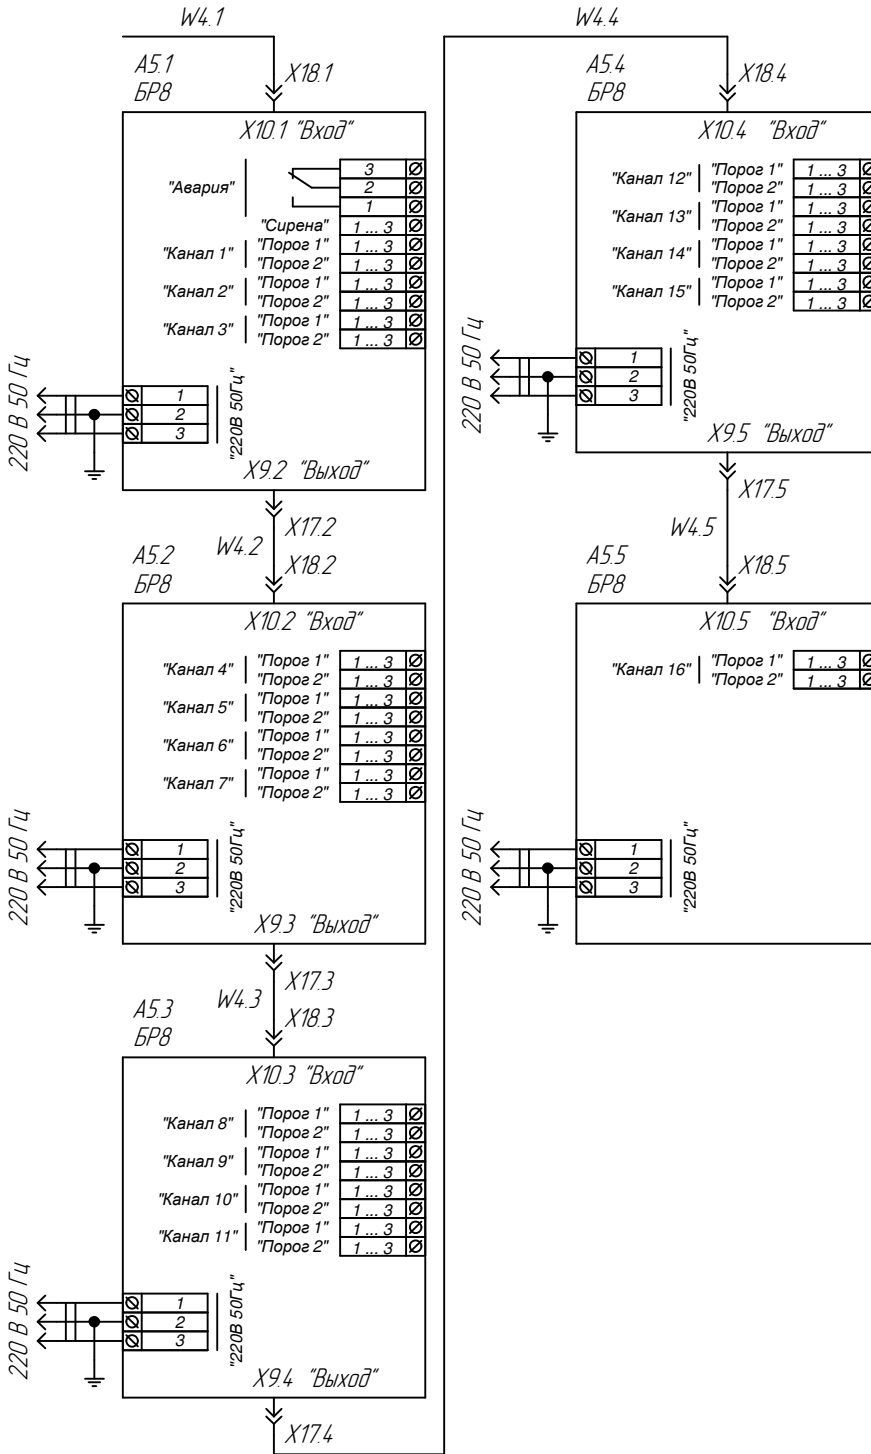 W4.1
A5.1
БР8
X18.1
X10.1 "Вход"
"Авария"
3
2
1
"Сирена" 1 ... 3
"Канал 1"
"Порог 1" 1 ... 3
"Порог 2" 1 ... 3
"Канал 2"
"Порог 1" 1 ... 3
"Порог 2" 1 ... 3
"Канал 3"
"Порог 1" 1 ... 3
"Порог 2" 1 ... 3
220 В 50 Гц
1
2
3
"220В 50Гц"
X9.2 "Выход"
X17.2
W4.2
X18.2
A5.2
БР8
X10.2 "Вход"
"Канал 4"
"Порог 1" 1 ... 3
"Порог 2" 1 ... 3
"Канал 5"
"Порог 1" 1 ... 3
"Порог 2" 1 ... 3
"Канал 6"
"Порог 1" 1 ... 3
"Порог 2" 1 ... 3
"Канал 7"
"Порог 1" 1 ... 3
"Порог 2" 1 ... 3
220 В 50 Гц
1
2
3
"220В 50Гц"
X9.3 "Выход"
X17.3
W4.3
X18.3
A5.3
БР8
X10.3 "Вход"
"Канал 8"
"Порог 1" 1 ... 3
"Порог 2" 1 ... 3
"Канал 9"
"Порог 1" 1 ... 3
"Порог 2" 1 ... 3
"Канал 10"
"Порог 1" 1 ... 3
"Порог 2" 1 ... 3
"Канал 11"
"Порог 1" 1 ... 3
"Порог 2" 1 ... 3
220 В 50 Гц
1
2
3
"220В 50Гц"
X9.4 "Выход"
X17.4
W4.4
A5.4
БР8
X18.4
X10.4 "Вход"
"Канал 12"
"Порог 1" 1 ... 3
"Порог 2" 1 ... 3
"Канал 13"
"Порог 1" 1 ... 3
"Порог 2" 1 ... 3
"Канал 14"
"Порог 1" 1 ... 3
"Порог 2" 1 ... 3
"Канал 15"
"Порог 1" 1 ... 3
"Порог 2" 1 ... 3
220 В 50 Гц
1
2
3
"220В 50Гц"
X9.5 "Выход"
X17.5
W4.5
X18.5
A5.5
БР8
X10.5 "Вход"
"Канал 16"
"Порог 1" 1 ... 3
"Порог 2" 1 ... 3
220 В 50 Гц
1
2
3
"220В 50Гц"